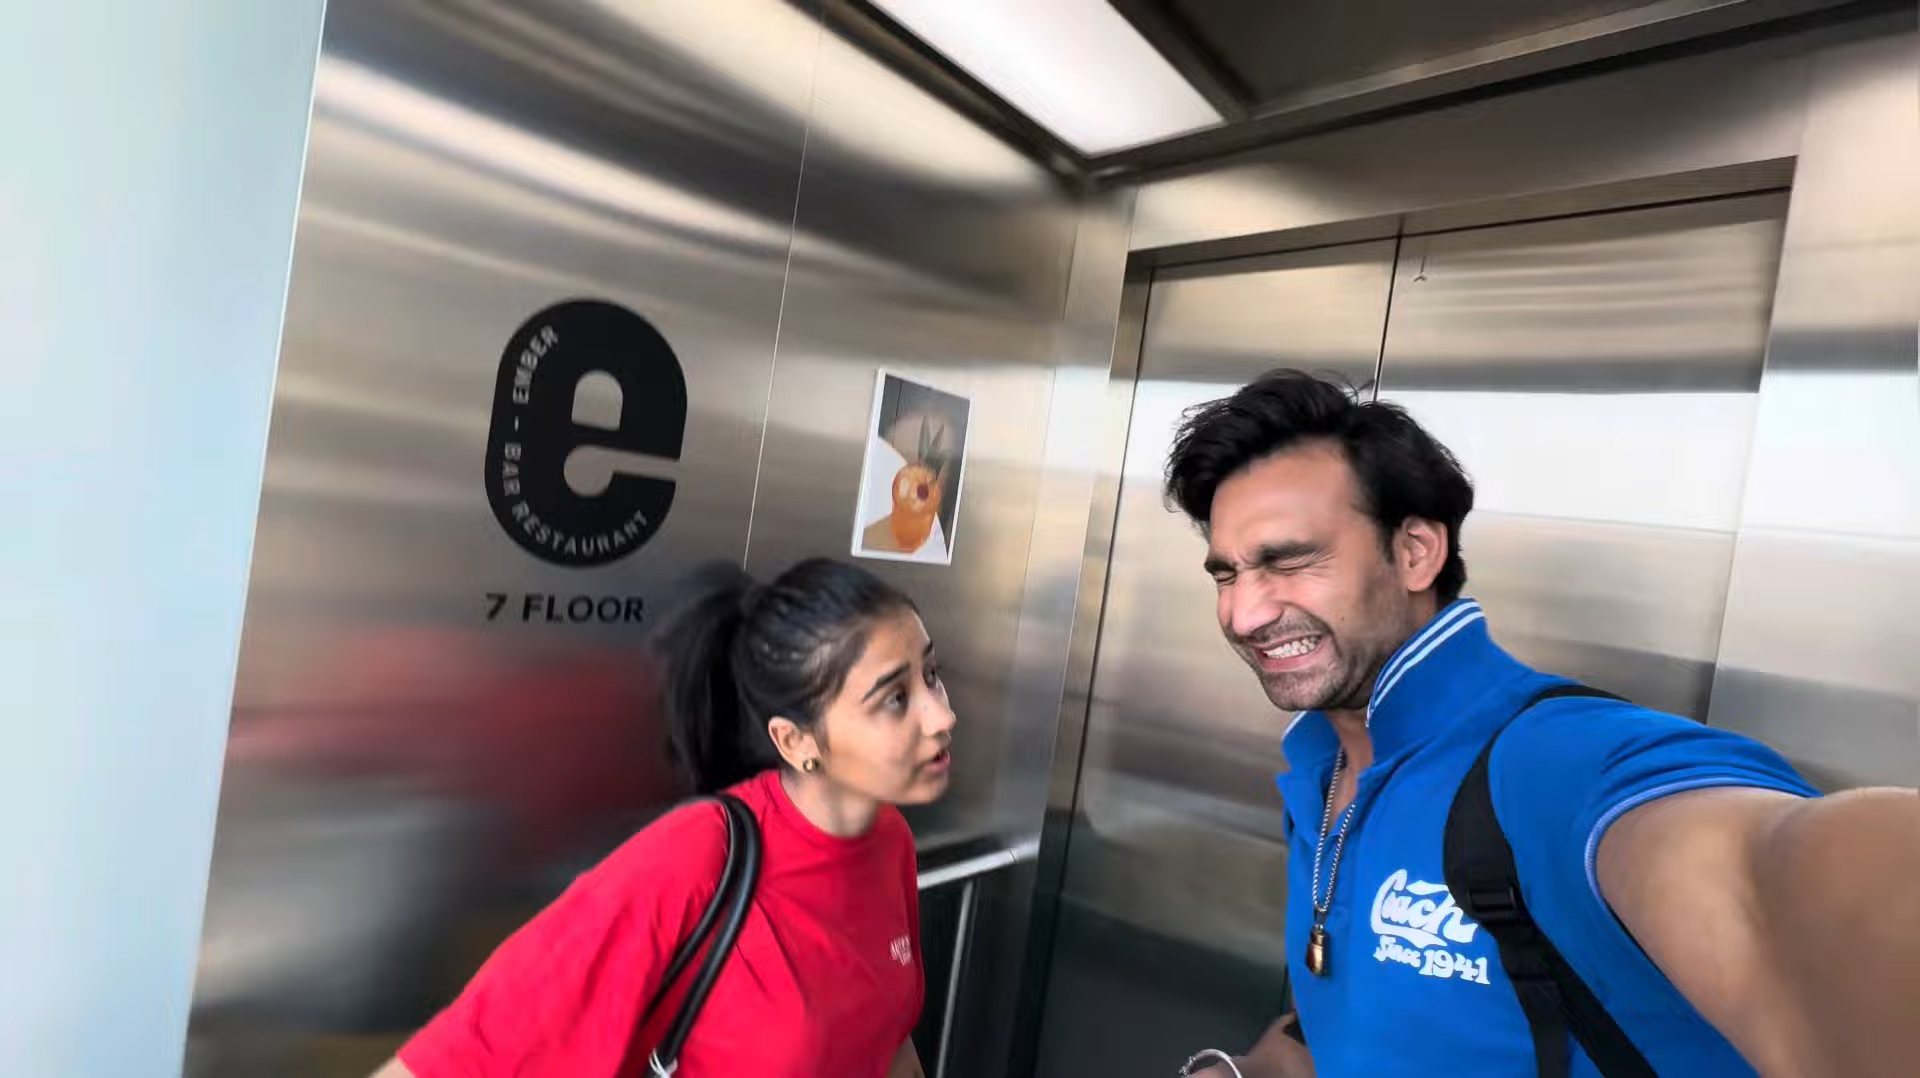 EMBER - BAR RESTAURANT
e
7 FLOOR
Coach
Since 1941